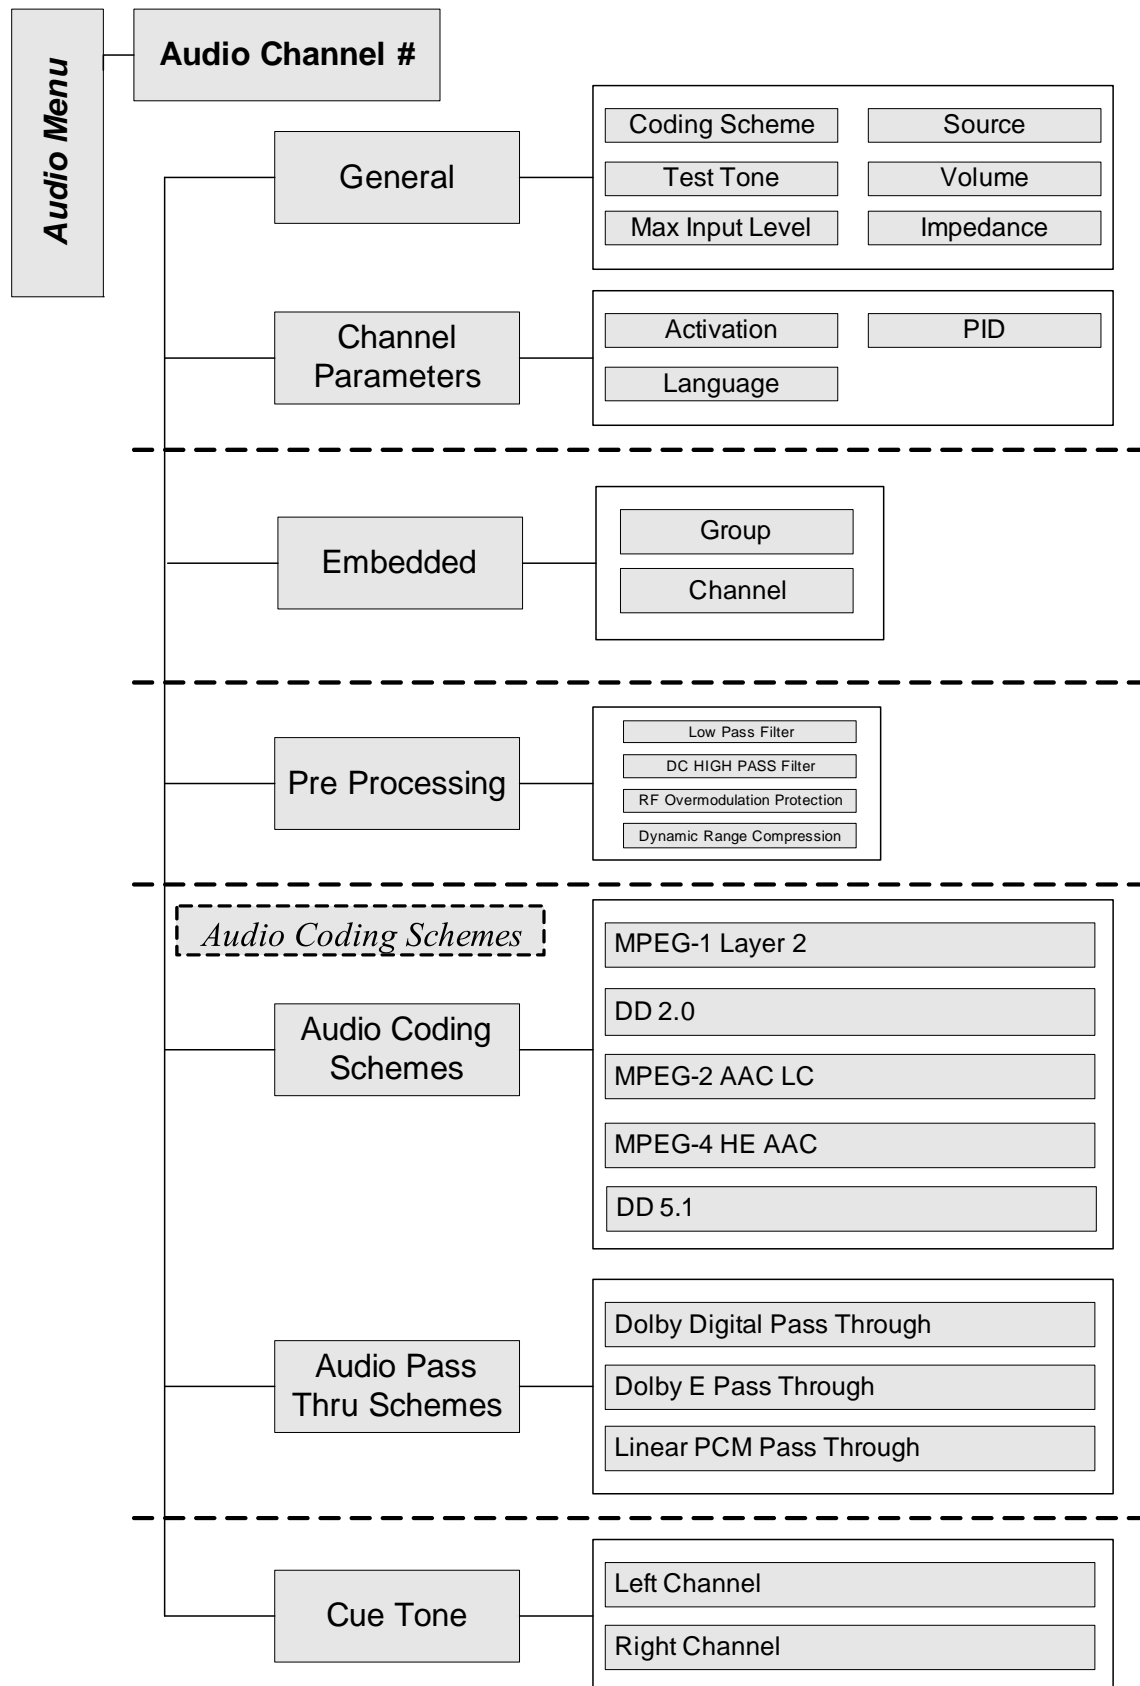 Audio Menu
Audio Channel #
General
Coding Scheme
Source
Test Tone
Volume
Max Input Level
Impedance
Channel
Parameters
Activation
PID
Language
Embedded
Group
Channel
Pre Processing
Low Pass Filter
DC HIGH PASS Filter
RF Overmodulation Protection
Dynamic Range Compression
Audio Coding Schemes
Audio Coding
Schemes
MPEG-1 Layer 2
DD 2.0
MPEG-2 AAC LC
MPEG-4 HE AAC
DD 5.1
Audio Pass
Thru Schemes
Dolby Digital Pass Through
Dolby E Pass Through
Linear PCM Pass Through
Cue Tone
Left Channel
Right Channel